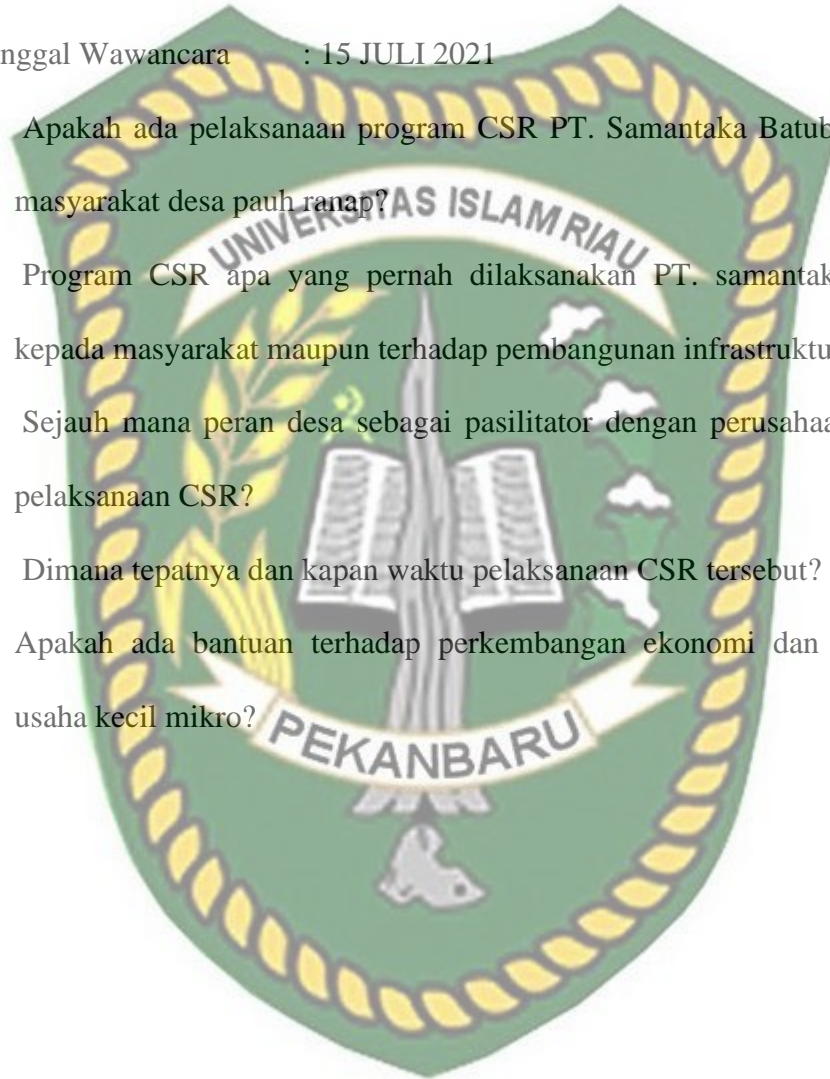 nggal Wawancara : 15 JULI 2021
Apakah ada pelaksanaan program CSR PT. Samantaka Batub
masyarakat desa pauh ranap?
UNIVERSITAS ISLAM RIAU
Program CSR apa yang pernah dilaksanakan PT. samantak
kepada masyarakat maupun terhadap pembangunan infrastruktu
Sejauh mana peran desa sebagai pasilitator dengan perusahaa
pelaksanaan CSR?
Dimana tepatnya dan kapan waktu pelaksanaan CSR tersebut?
Apakah ada bantuan terhadap perkembangan ekonomi dan
usaha kecil mikro?
PEKANBARU